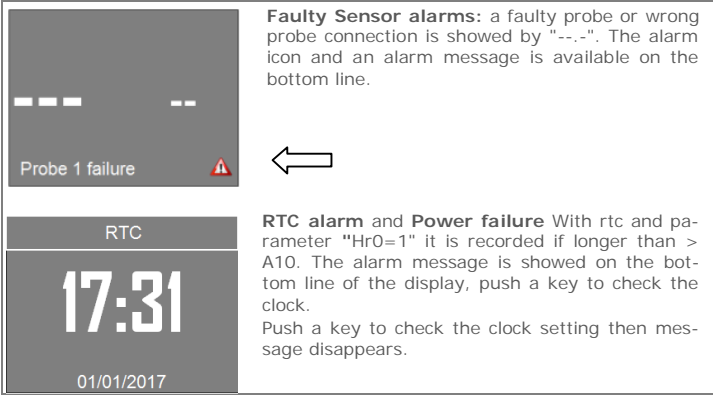 Faulty Sensor alarms: a faulty probe or wrong
probe connection is showed by "--.-". The alarm
icon and an alarm message is available on the
bottom line.
--- --
Probe 1 failure
RTC
17:31
01/01/2017
RTC alarm and Power failure With rtc and pa-
rameter "Hr0=1" it is recorded if longer than >
A10. The alarm message is showed on the bot-
tom line of the display, push a key to check the
clock.
Push a key to check the clock setting then mes-
sage disappears.